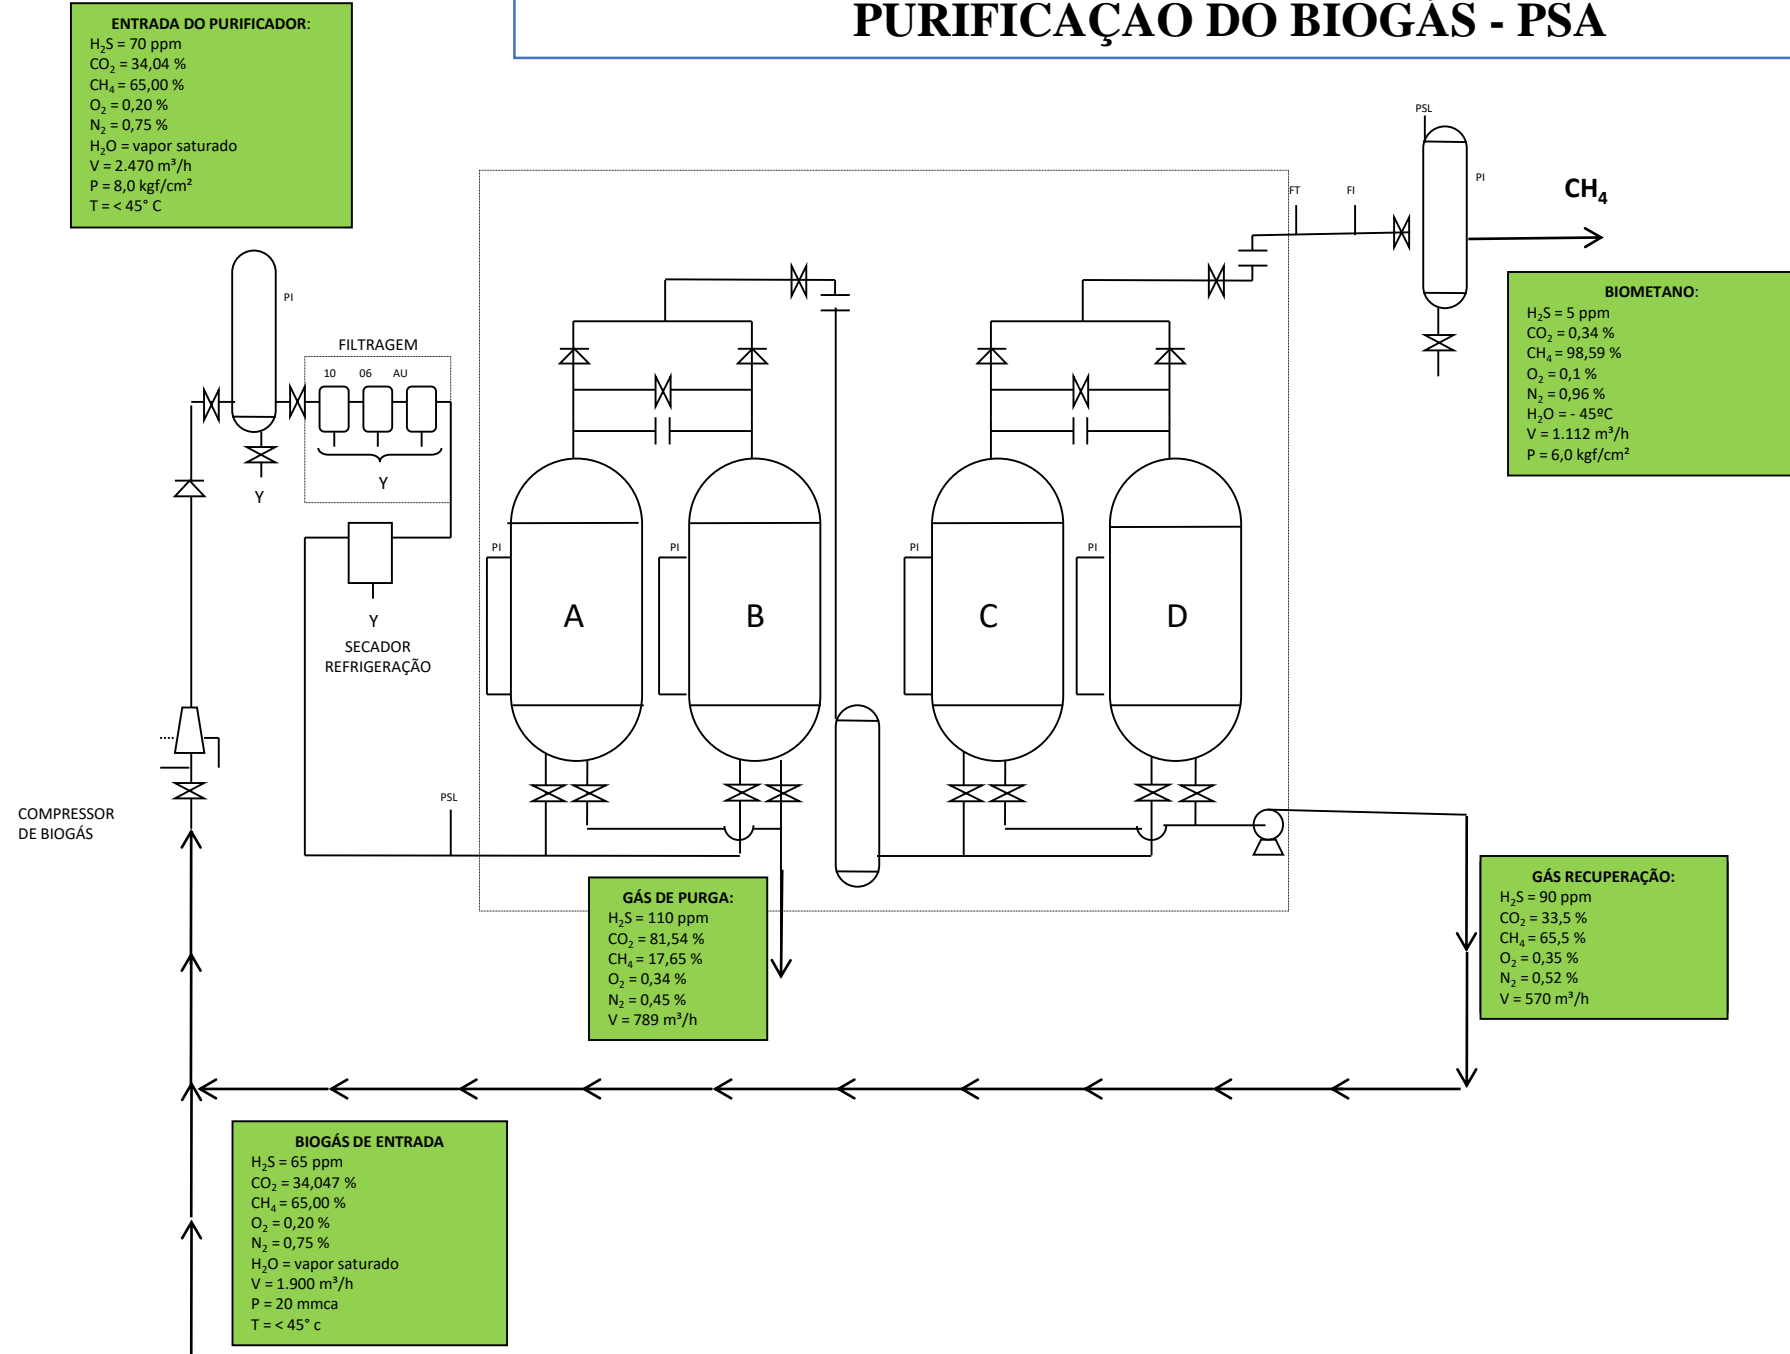 PURIFICAÇÃO DO BIOGÁS - PSA
ENTRADA DO PURIFICADOR:
H₂S = 70 ppm
CO₂ = 34,04 %
CH₄ = 65,00 %
O₂ = 0,20 %
N₂ = 0,75 %
H₂O = vapor saturado
V = 2.470 m³/h
P = 8,0 kgf/cm²
T = < 45° C
PSL
PI
CH₄
FT
FI
BIOMETANO:
H₂S = 5 ppm
CO₂ = 0,34 %
CH₄ = 98,59 %
O₂ = 0,1 %
N₂ = 0,96 %
H₂O = - 45ºC
V = 1.112 m³/h
P = 6,0 kgf/cm²
PI
FILTRAGEM
10
06
AU
Y
Y
PI
PI
PI
PI
A
B
C
D
Y
SECADOR
REFRIGERAÇÃO
PSL
COMPRESSOR
DE BIOGÁS
GÁS DE PURGA:
H₂S = 110 ppm
CO₂ = 81,54 %
CH₄ = 17,65 %
O₂ = 0,34 %
N₂ = 0,45 %
V = 789 m³/h
GÁS RECUPERAÇÃO:
H₂S = 90 ppm
CO₂ = 33,5 %
CH₄ = 65,5 %
O₂ = 0,35 %
N₂ = 0,52 %
V = 570 m³/h
BIOGÁS DE ENTRADA
H₂S = 65 ppm
CO₂ = 34,047 %
CH₄ = 65,00 %
O₂ = 0,20 %
N₂ = 0,75 %
H₂O = vapor saturado
V = 1.900 m³/h
P = 20 mmca
T = < 45° c